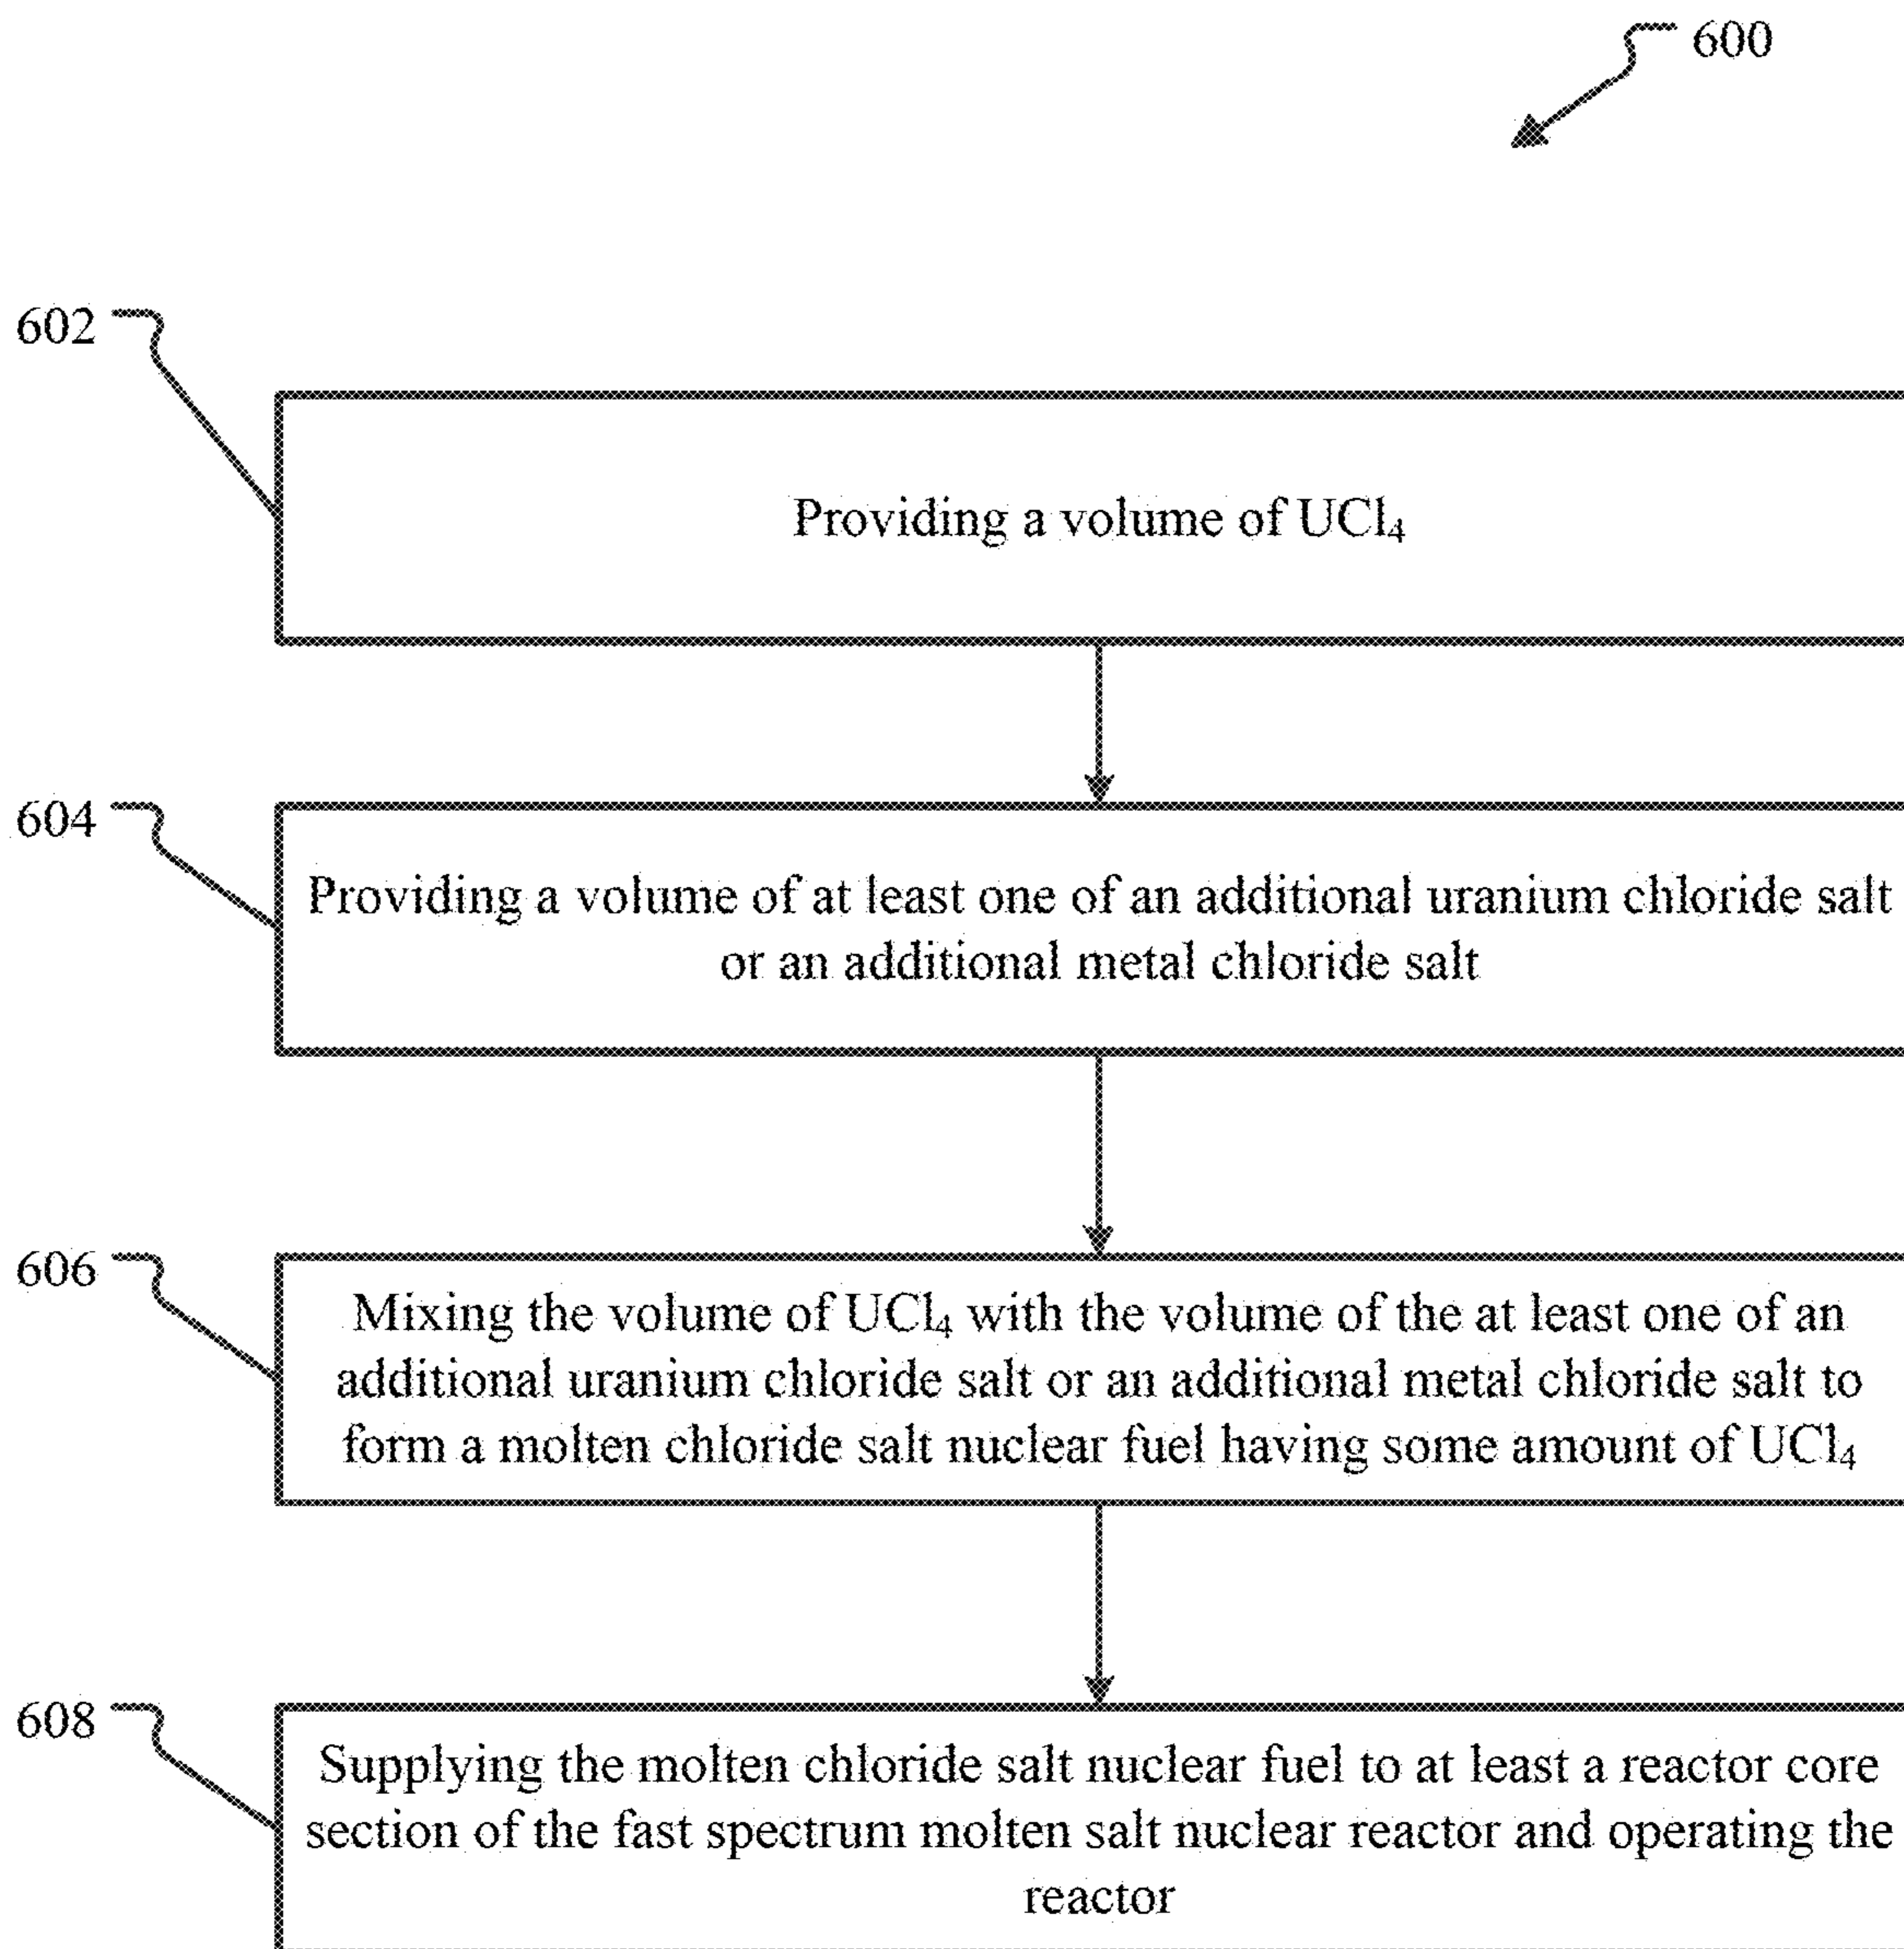 600
602
Providing a volume of UCl₄
604
Providing a volume of at least one of an additional uranium chloride salt
or an additional metal chloride salt
606
Mixing the volume of UCl₄ with the volume of the at least one of an
additional uranium chloride salt or an additional metal chloride salt to
form a molten chloride salt nuclear fuel having some amount of UCl₄
608
Supplying the molten chloride salt nuclear fuel to at least a reactor core
section of the fast spectrum molten salt nuclear reactor and operating the
reactor